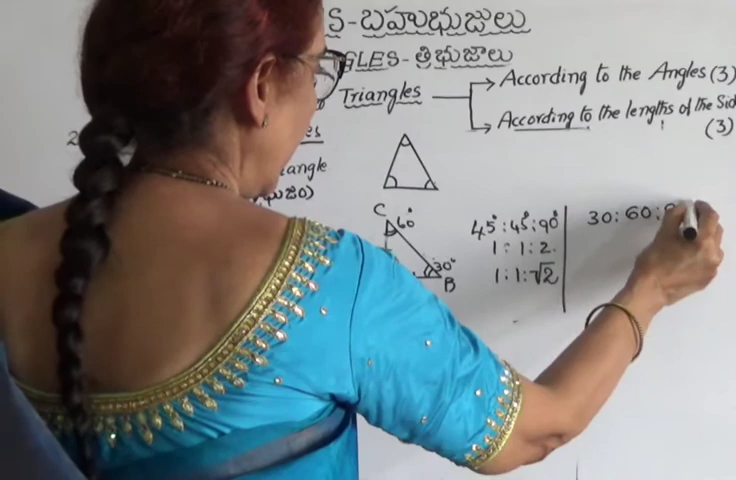 S-బహుభుజులు
GLES-త్రిభుజాలు
Triangles → According to the Angles (3)
→ According to the lengths of the Sid
(3)
angle
C 60° 30° B
45° : 45° : 90°
1 : 1 : 2.
1 : 1 : √2
30 : 60 :